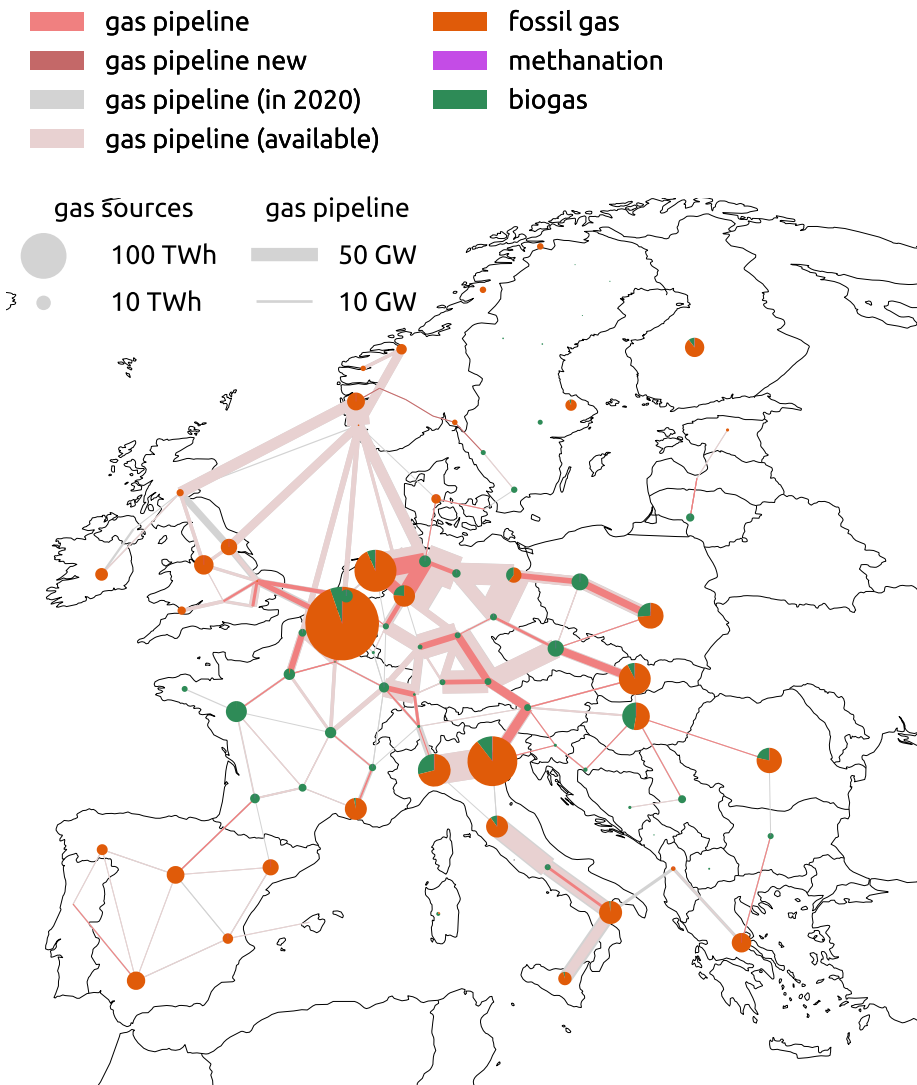 gas pipeline
gas pipeline new
gas pipeline (in 2020)
gas pipeline (available)
fossil gas
methanation
biogas
gas sources
100 TWh
10 TWh
gas pipeline
50 GW
10 GW